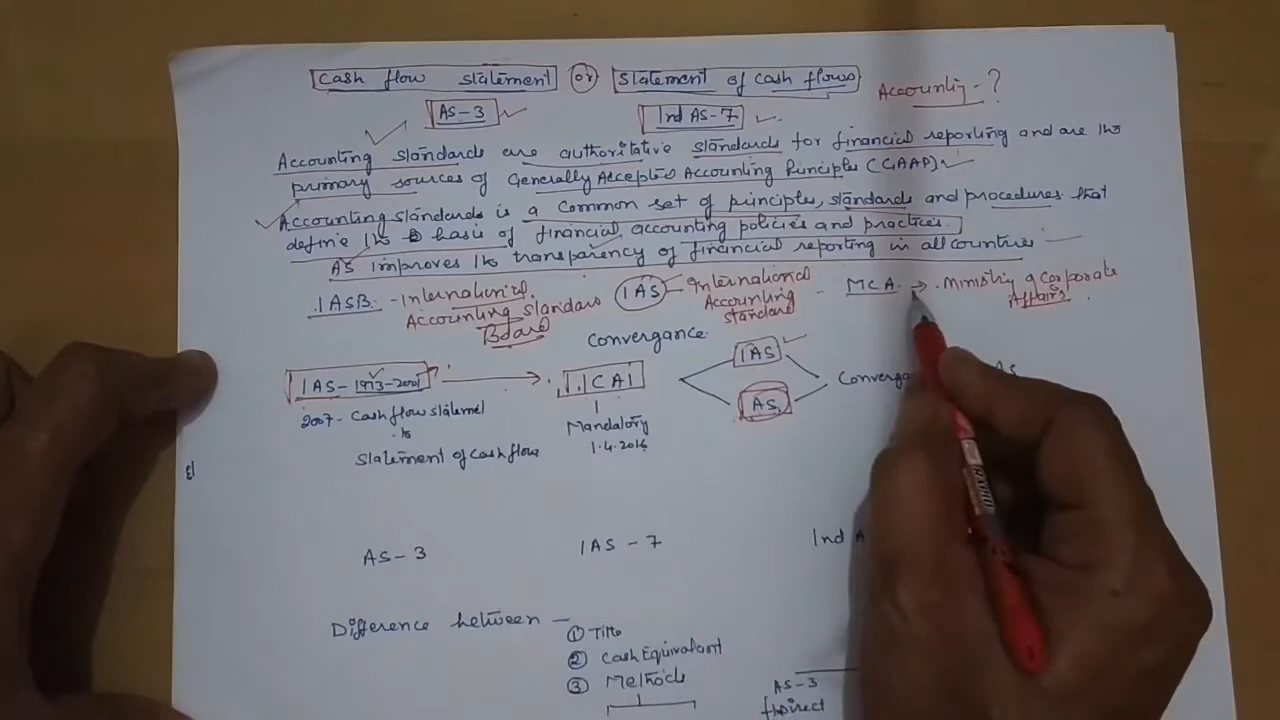 Cash flow statement or Statement of Cash flows Accounting - ?
AS-3 Ind AS-7
Accounting standards are authoritative standards for financial reporting and are the
primary sources of Generally Accepted Accounting Principles (GAAP)
Accounting standards is a common set of principles, standards and procedures that
define the basis of financial accounting policies and practices.
AS improves the transparency of financial reporting in all countries
IASB - International Accounting Standards Board
IAS International Accounting Standard
MCA → Ministry of Corporate Affairs
Convergance
IAS - 1973-2001 ICAI IAS
AS Convergan AS
2007 - Cash flow statement
to
Statement of cash flows
Mandatory
1.4.2016
AS-3 IAS-7 Ind A
Difference between -
① Title
② Cash Equivalent
③ Methods
AS-3